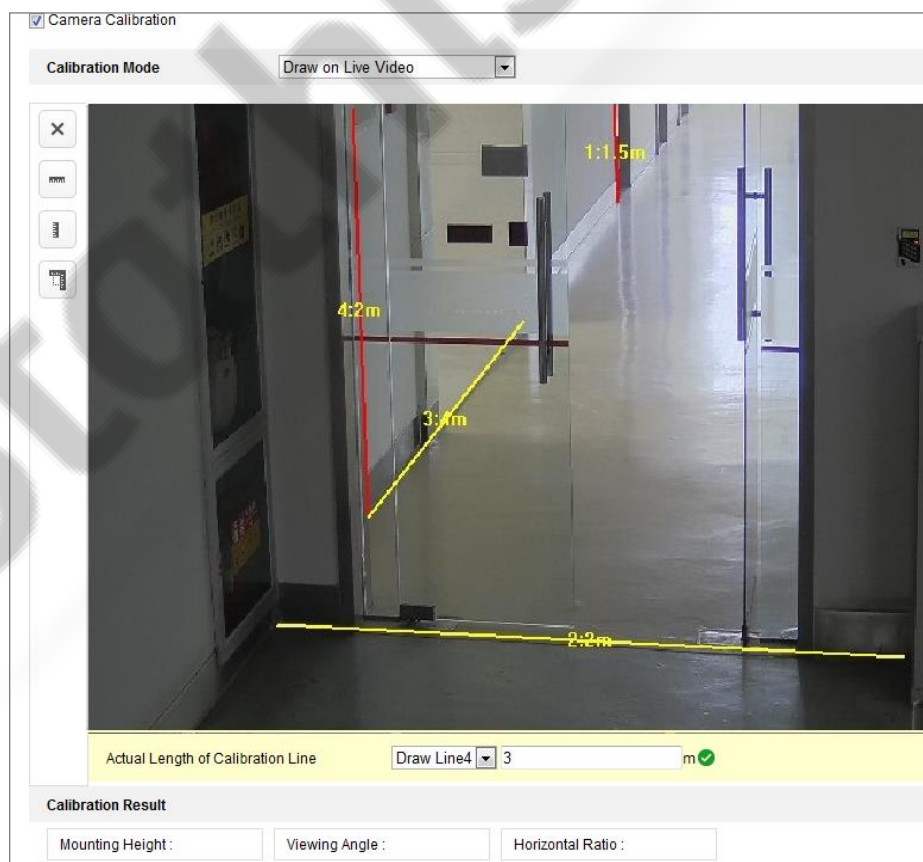 Camera Calibration
Calibration Mode
Draw on Live Video
1:1.5m
4:2m
3:4m
2:2m
Actual Length of Calibration Line
Draw Line4
3
m
Calibration Result
Mounting Height :
Viewing Angle :
Horizontal Ratio :